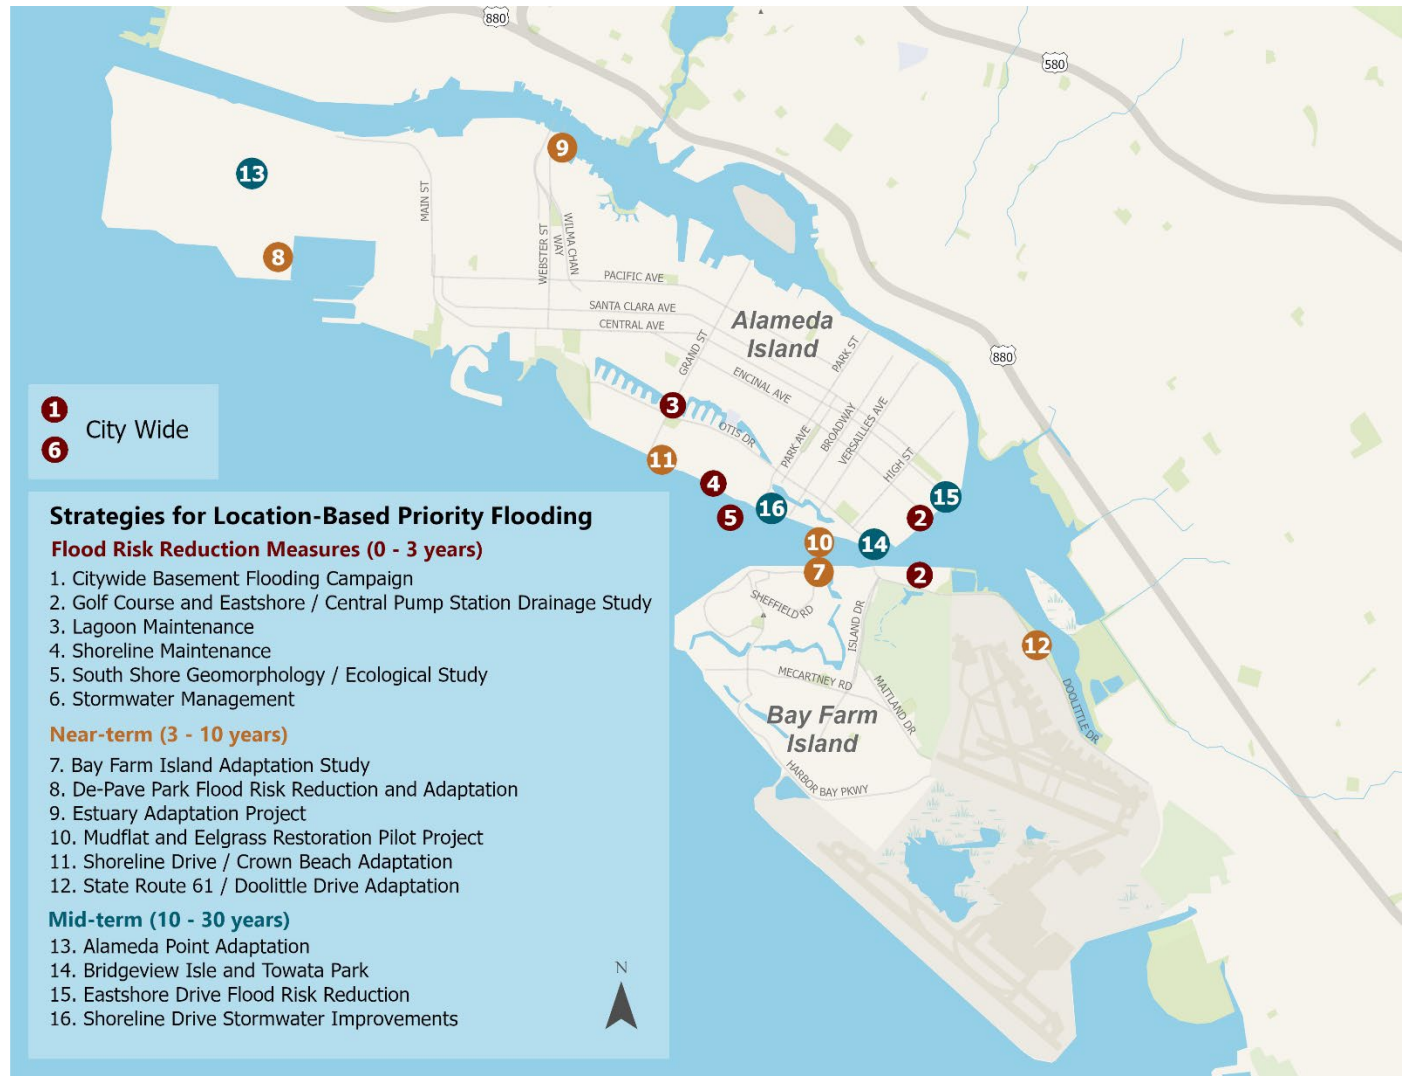 880
580
13
9
8
MAIN ST
WEBSTER ST
WILMA CHAN
WAY
PACIFIC AVE
SANTA CLARA AVE
CENTRAL AVE
Alameda
Island
GRAND ST
PARK ST
880
ENCINAL AVE
3
OTIS DR
PARK AVE
BROADWAY
VERSAILLES AVE
HIGH ST
11
4
5
16
15
2
10
14
7
2
SHEFFIELD RD
ISLAND DR
12
MECARTNEY RD
MAITLAND DR
DOOLITTLE DR
Bay Farm
Island
HARBOR BAY PKWY
1
6
City Wide
Strategies for Location-Based Priority Flooding
Flood Risk Reduction Measures (0 - 3 years)
1. Citywide Basement Flooding Campaign
2. Golf Course and Eastshore / Central Pump Station Drainage Study
3. Lagoon Maintenance
4. Shoreline Maintenance
5. South Shore Geomorphology / Ecological Study
6. Stormwater Management
Near-term (3 - 10 years)
7. Bay Farm Island Adaptation Study
8. De-Pave Park Flood Risk Reduction and Adaptation
9. Estuary Adaptation Project
10. Mudflat and Eelgrass Restoration Pilot Project
11. Shoreline Drive / Crown Beach Adaptation
12. State Route 61 / Doolittle Drive Adaptation
Mid-term (10 - 30 years)
13. Alameda Point Adaptation
14. Bridgeview Isle and Towata Park
15. Eastshore Drive Flood Risk Reduction
16. Shoreline Drive Stormwater Improvements
N